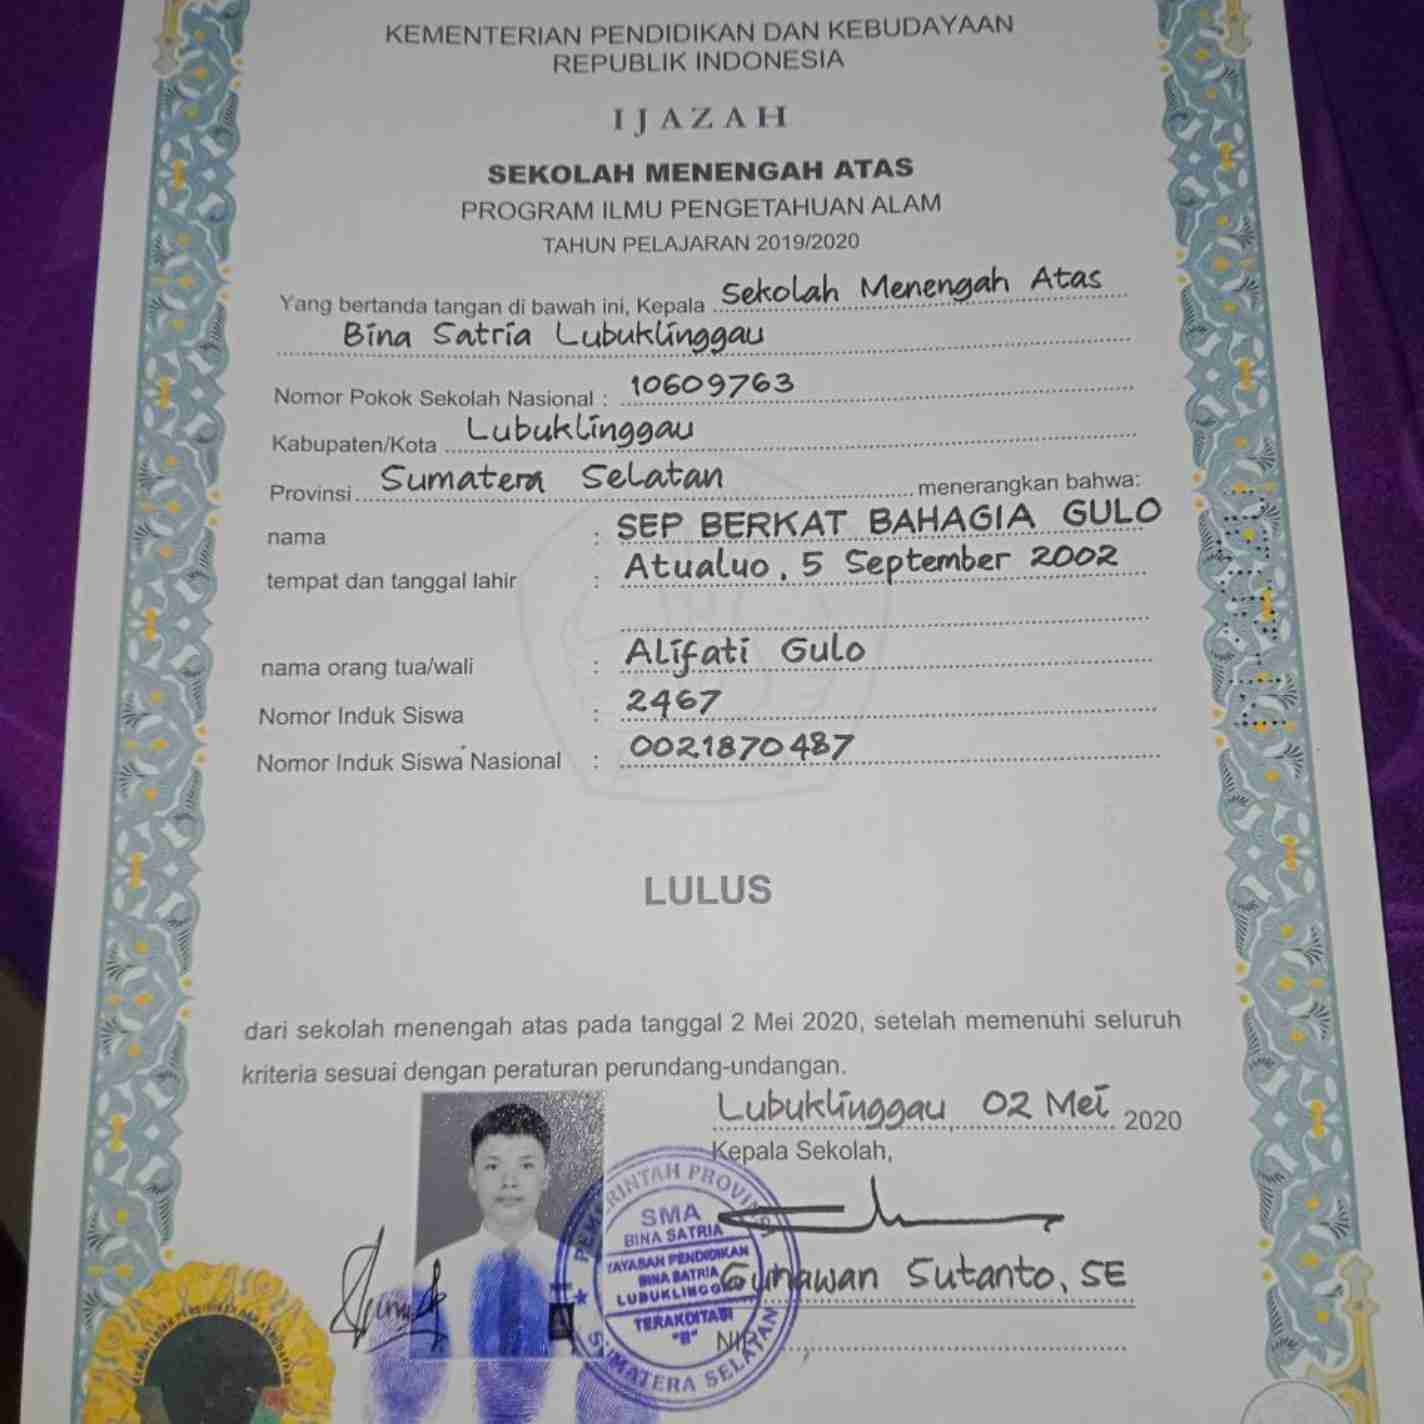 KEMENTERIAN PENDIDIKAN DAN KEBUDAYAAN
REPUBLIK INDONESIA
IJAZAH
SEKOLAH MENENGAH ATAS
PROGRAM ILMU PENGETAHUAN ALAM
TAHUN PELAJARAN 2019/2020
Yang bertanda tangan di bawah ini, Kepala Sekolah Menengah Atas
Bina Satria Lubuklinggau
Nomor Pokok Sekolah Nasional : 10609763
Kabupaten/Kota Lubuklinggau
Provinsi Sumatera Selatan menerangkan bahwa:
nama : SEP BERKAT BAHAGIA GULO
tempat dan tanggal lahir : Atualuo, 5 September 2002
nama orang tua/wali : Alifati Gulo
Nomor Induk Siswa : 2467
Nomor Induk Siswa Nasional : 0021870487
LULUS
dari sekolah menengah atas pada tanggal 2 Mei 2020, setelah memenuhi seluruh
kriteria sesuai dengan peraturan perundang-undangan.
Lubuklinggau, 02 Mei 2020
Kepala Sekolah,
PEMERINTAH PROVINSI
SMA
BINA SATRIA
YAYASAN PENDIDIKAN
BINA SATRIA
LUBUKLINGGAU
TERAKDITASI
"B"
SUMATERA SELATAN
Gunawan Sutanto, SE
NIP